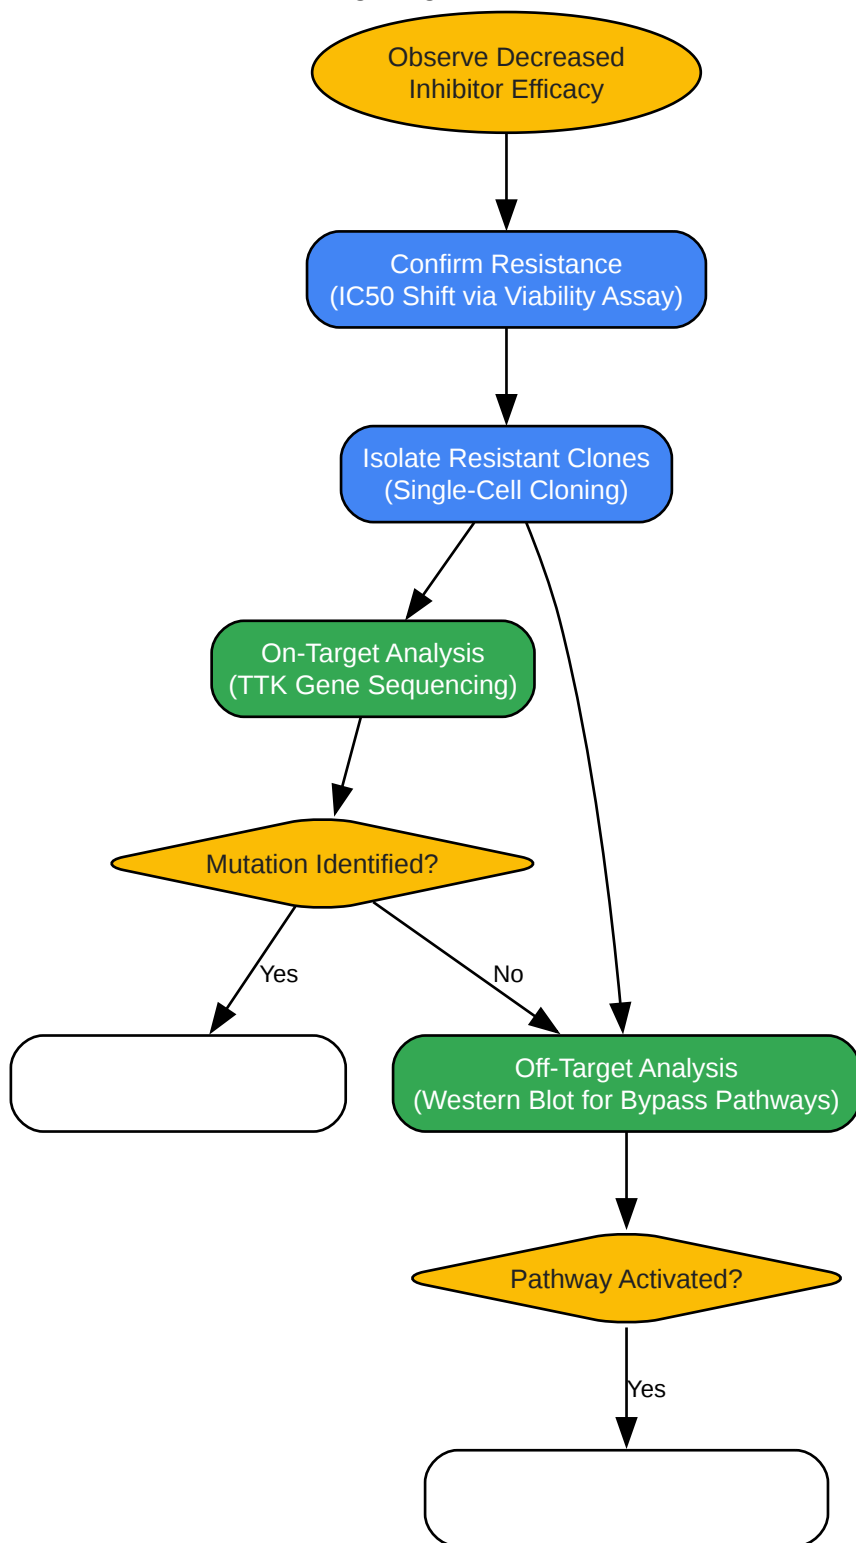 Observe Decreased
Inhibitor Efficacy
Confirm Resistance
(IC50 Shift via Viability Assay)
Isolate Resistant Clones
(Single-Cell Cloning)
On-Target Analysis
(TTK Gene Sequencing)
Mutation Identified?
Yes
No
Off-Target Analysis
(Western Blot for Bypass Pathways)
Pathway Activated?
Yes